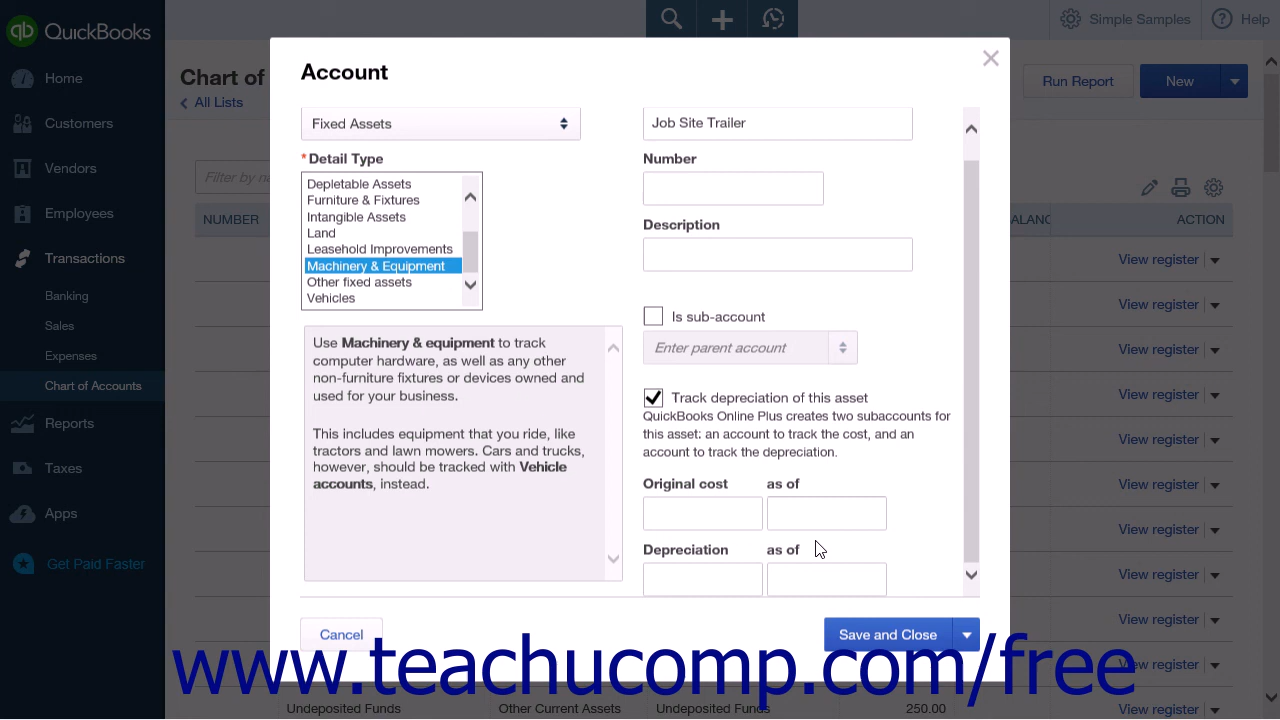 QuickBooks
Simple Samples
Help
Home
Customers
Vendors
Employees
Transactions
Banking
Sales
Expenses
Chart of Accounts
Reports
Taxes
Apps
Get Paid Faster
Chart of
All Lists
Run Report
New
Filter by na
NUMBER
ALANC
ACTION
View register
View register
View register
View register
View register
View register
View register
View register
View register
View register
Account
Fixed Assets
* Detail Type
Depletable Assets
Furniture & Fixtures
Intangible Assets
Land
Leasehold Improvements
Machinery & Equipment
Other fixed assets
Vehicles
Use Machinery & equipment to track
computer hardware, as well as any other
non-furniture fixtures or devices owned and
used for your business.
This includes equipment that you ride, like
tractors and lawn mowers. Cars and trucks,
however, should be tracked with Vehicle
accounts, instead.
Job Site Trailer
Number
Description
Is sub-account
Enter parent account
Track depreciation of this asset
QuickBooks Online Plus creates two subaccounts for
this asset: an account to track the cost, and an
account to track the depreciation.
Original cost as of
Depreciation as of
Cancel
Save and Close
www.teachucomp.com/free
Undeposited Funds Other Current Assets Undeposited Funds 250.00 View register